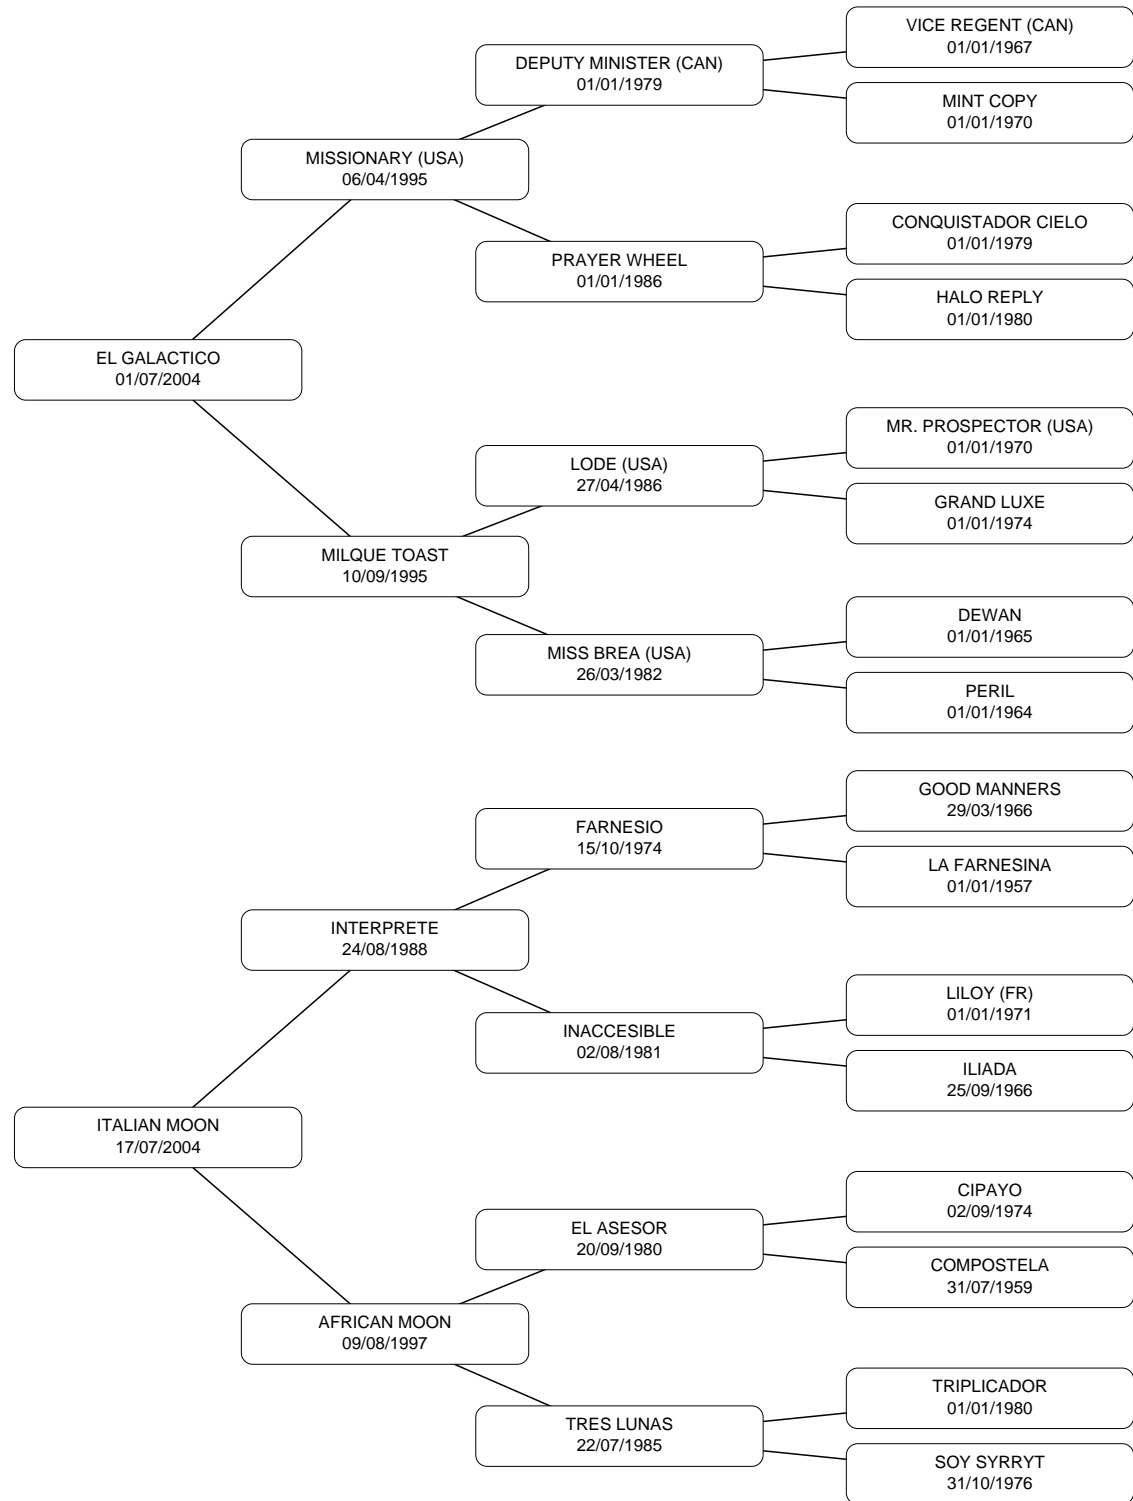 VICE REGENT (CAN)
01/01/1967
DEPUTY MINISTER (CAN)
01/01/1979
MINT COPY
01/01/1970
MISSIONARY (USA)
06/04/1995
CONQUISTADOR CIELO
01/01/1979
PRAYER WHEEL
01/01/1986
HALO REPLY
01/01/1980
EL GALACTICO
01/07/2004
MR. PROSPECTOR (USA)
01/01/1970
LODE (USA)
27/04/1986
GRAND LUXE
01/01/1974
MILQUE TOAST
10/09/1995
DEWAN
01/01/1965
MISS BREA (USA)
26/03/1982
PERIL
01/01/1964
GOOD MANNERS
29/03/1966
FARNESIO
15/10/1974
LA FARNESINA
01/01/1957
INTERPRETE
24/08/1988
LILOY (FR)
01/01/1971
INACCESIBLE
02/08/1981
ILIADA
25/09/1966
ITALIAN MOON
17/07/2004
CIPAYO
02/09/1974
EL ASESOR
20/09/1980
COMPOSTELA
31/07/1959
AFRICAN MOON
09/08/1997
TRIPLICADOR
01/01/1980
TRES LUNAS
22/07/1985
SOY SYRRYT
31/10/1976